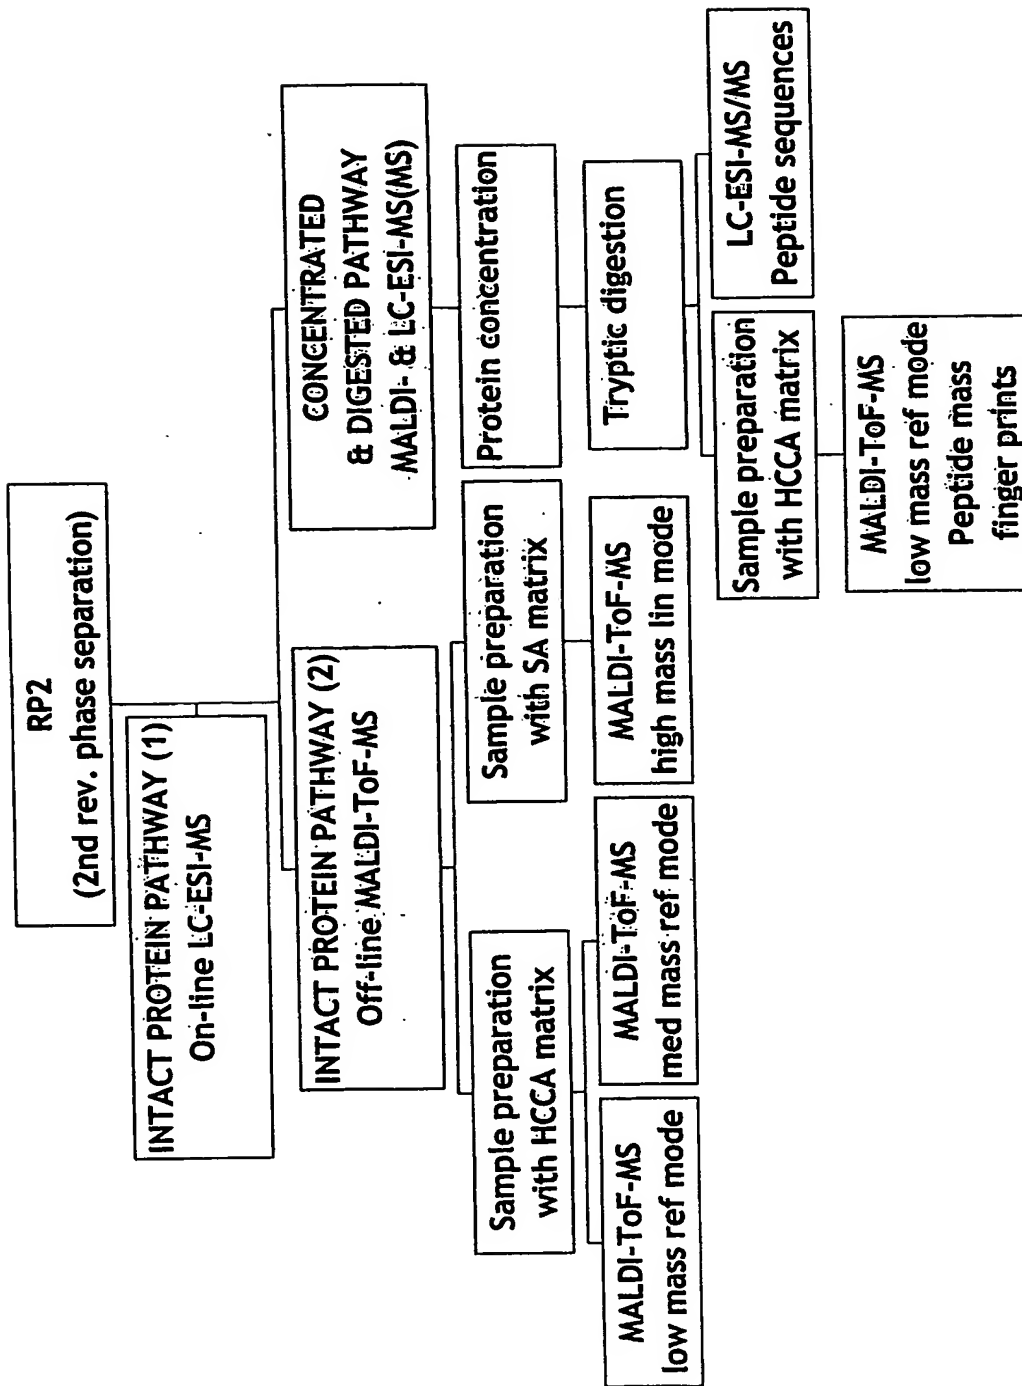 RP2
(2nd rev. phase separation)
INTACT PROTEIN PATHWAY (1)
On-line LC-ESI-MS
INTACT PROTEIN PATHWAY (2)
Off-line MALDI-ToF-MS
CONCENTRATED
& DIGESTED PATHWAY
MALDI- & LC-ESI-MS(MS)
Sample preparation
with HCCA matrix
Sample preparation
with SA matrix
Protein concentration
MALDI-ToF-MS
low mass ref mode
MALDI-ToF-MS
med mass ref mode
MALDI-ToF-MS
high mass lin mode
Tryptic digestion
Sample preparation
with HCCA matrix
LC-ESI-MS/MS
Peptide sequences
MALDI-ToF-MS
low mass ref mode
Peptide mass
finger prints